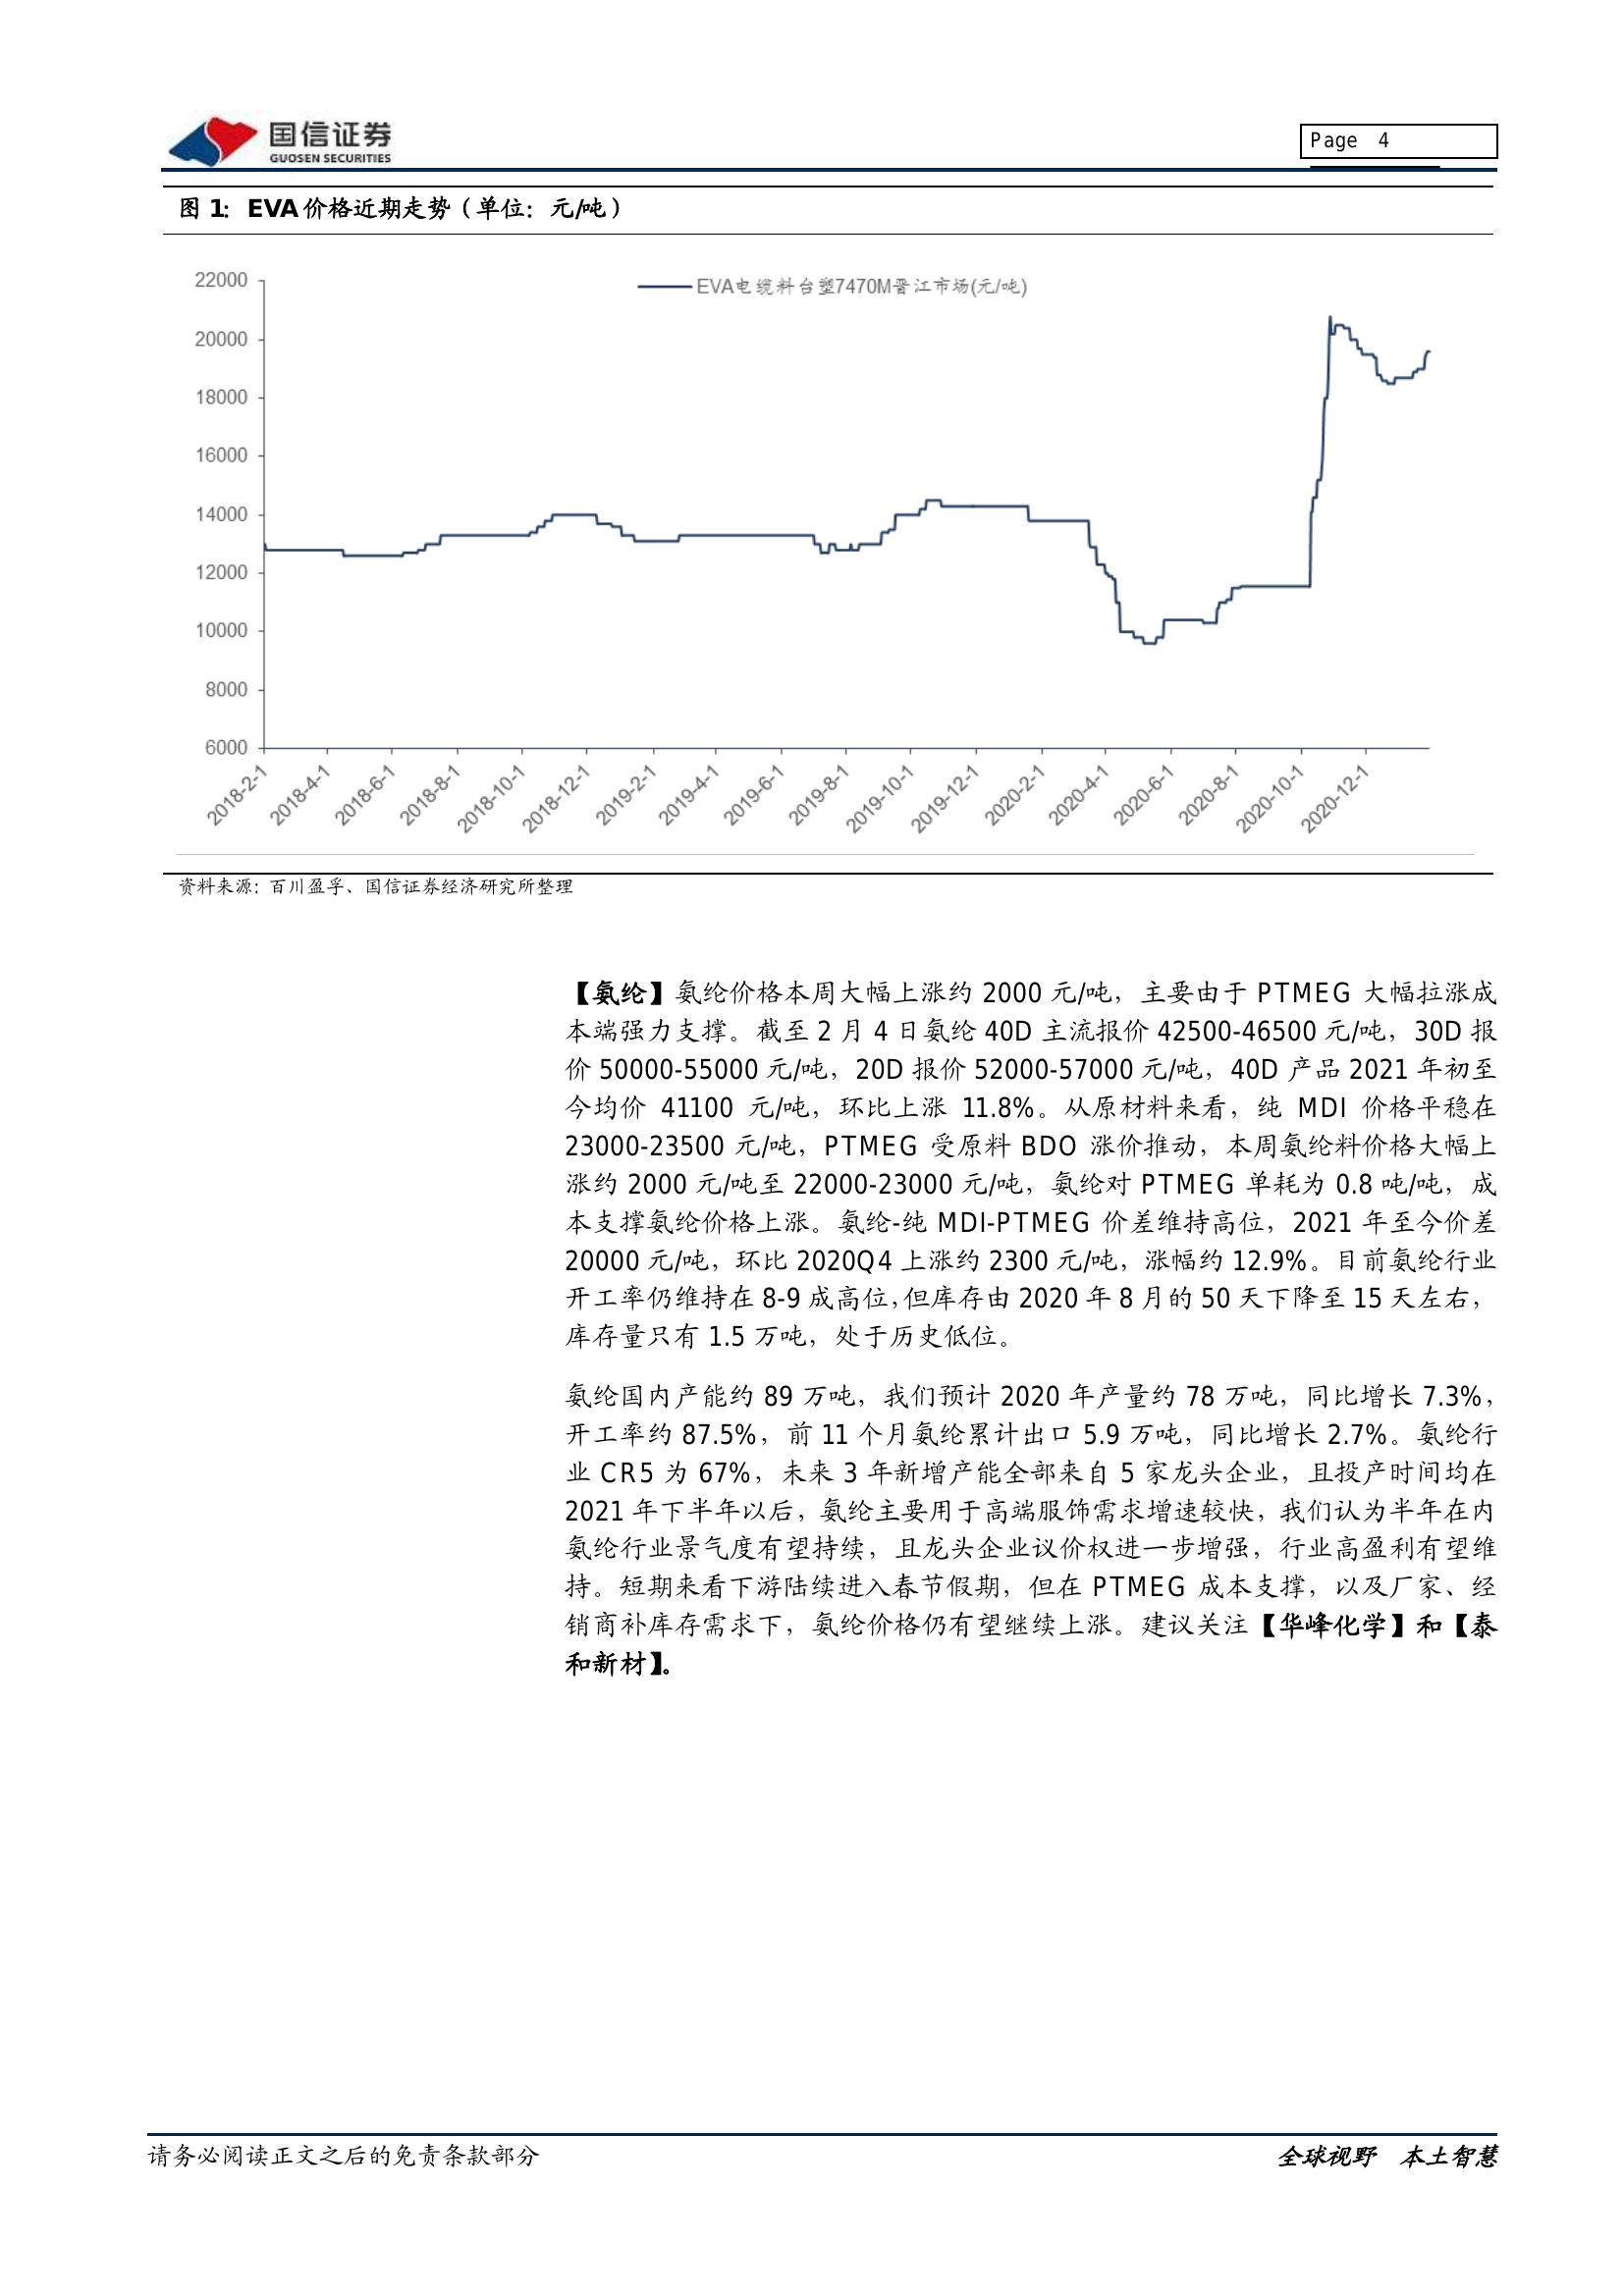 国信证券
GUOSEN SECURITIES
Page 4
图 1: EVA 价格近期走势（单位：元/吨）
EVA电缆料台塑7470M晋江市场(元/吨)
22000
20000
18000
16000
14000
12000
10000
8000
6000
2018-2-1
2018-4-1
2018-6-1
2018-8-1
2018-10-1
2018-12-1
2019-2-1
2019-4-1
2019-6-1
2019-8-1
2019-10-1
2019-12-1
2020-2-1
2020-4-1
2020-6-1
2020-8-1
2020-10-1
2020-12-1
资料来源：百川盈孚、国信证券经济研究所整理
【氨纶】氨纶价格本周大幅上涨约 2000 元/吨，主要由于 PTMEG 大幅拉涨成
本端强力支撑。截至 2 月 4 日氨纶 40D 主流报价 42500-46500 元/吨，30D 报
价 50000-55000 元/吨，20D 报价 52000-57000 元/吨，40D 产品 2021 年初至
今均价 41100 元/吨，环比上涨 11.8%。从原材料来看，纯 MDI 价格平稳在
23000-23500 元/吨，PTMEG 受原料 BDO 涨价推动，本周氨纶料价格大幅上
涨约 2000 元/吨至 22000-23000 元/吨，氨纶对 PTMEG 单耗为 0.8 吨/吨，成
本支撑氨纶价格上涨。氨纶-纯 MDI-PTMEG 价差维持高位，2021 年至今价差
20000 元/吨，环比 2020Q4 上涨约 2300 元/吨，涨幅约 12.9%。目前氨纶行业
开工率仍维持在 8-9 成高位，但库存由 2020 年 8 月的 50 天下降至 15 天左右，
库存量只有 1.5 万吨，处于历史低位。
氨纶国内产能约 89 万吨，我们预计 2020 年产量约 78 万吨，同比增长 7.3%，
开工率约 87.5%，前 11 个月氨纶累计出口 5.9 万吨，同比增长 2.7%。氨纶行
业 CR5 为 67%，未来 3 年新增产能全部来自 5 家龙头企业，且投产时间均在
2021 年下半年以后，氨纶主要用于高端服饰需求增速较快，我们认为半年在内
氨纶行业景气度有望持续，且龙头企业议价权进一步增强，行业高盈利有望维
持。短期来看下游陆续进入春节假期，但在 PTMEG 成本支撑，以及厂家、经
销商补库存需求下，氨纶价格仍有望继续上涨。建议关注【华峰化学】和【泰
和新材】。
请务必阅读正文之后的免责条款部分
全球视野 本土智慧